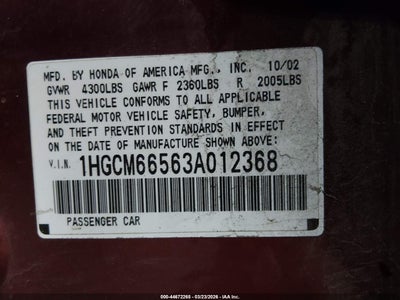 MFD. BY HONDA OF AMERICA MFG., INC. 10/02
GVWR 4300LBS GAWR F 2360LBS R 2005LBS
THIS VEHICLE CONFORMS TO ALL APPLICABLE
FEDERAL MOTOR VEHICLE SAFETY, BUMPER,
AND THEFT PREVENTION STANDARDS IN EFFECT
ON THE DATE OF MANUFACTURE SHOWN ABOVE.
V.I.N. 1HGCM66563A012368
PASSENGER CAR
000-44672265 - 03/23/2026 - IAA Inc.